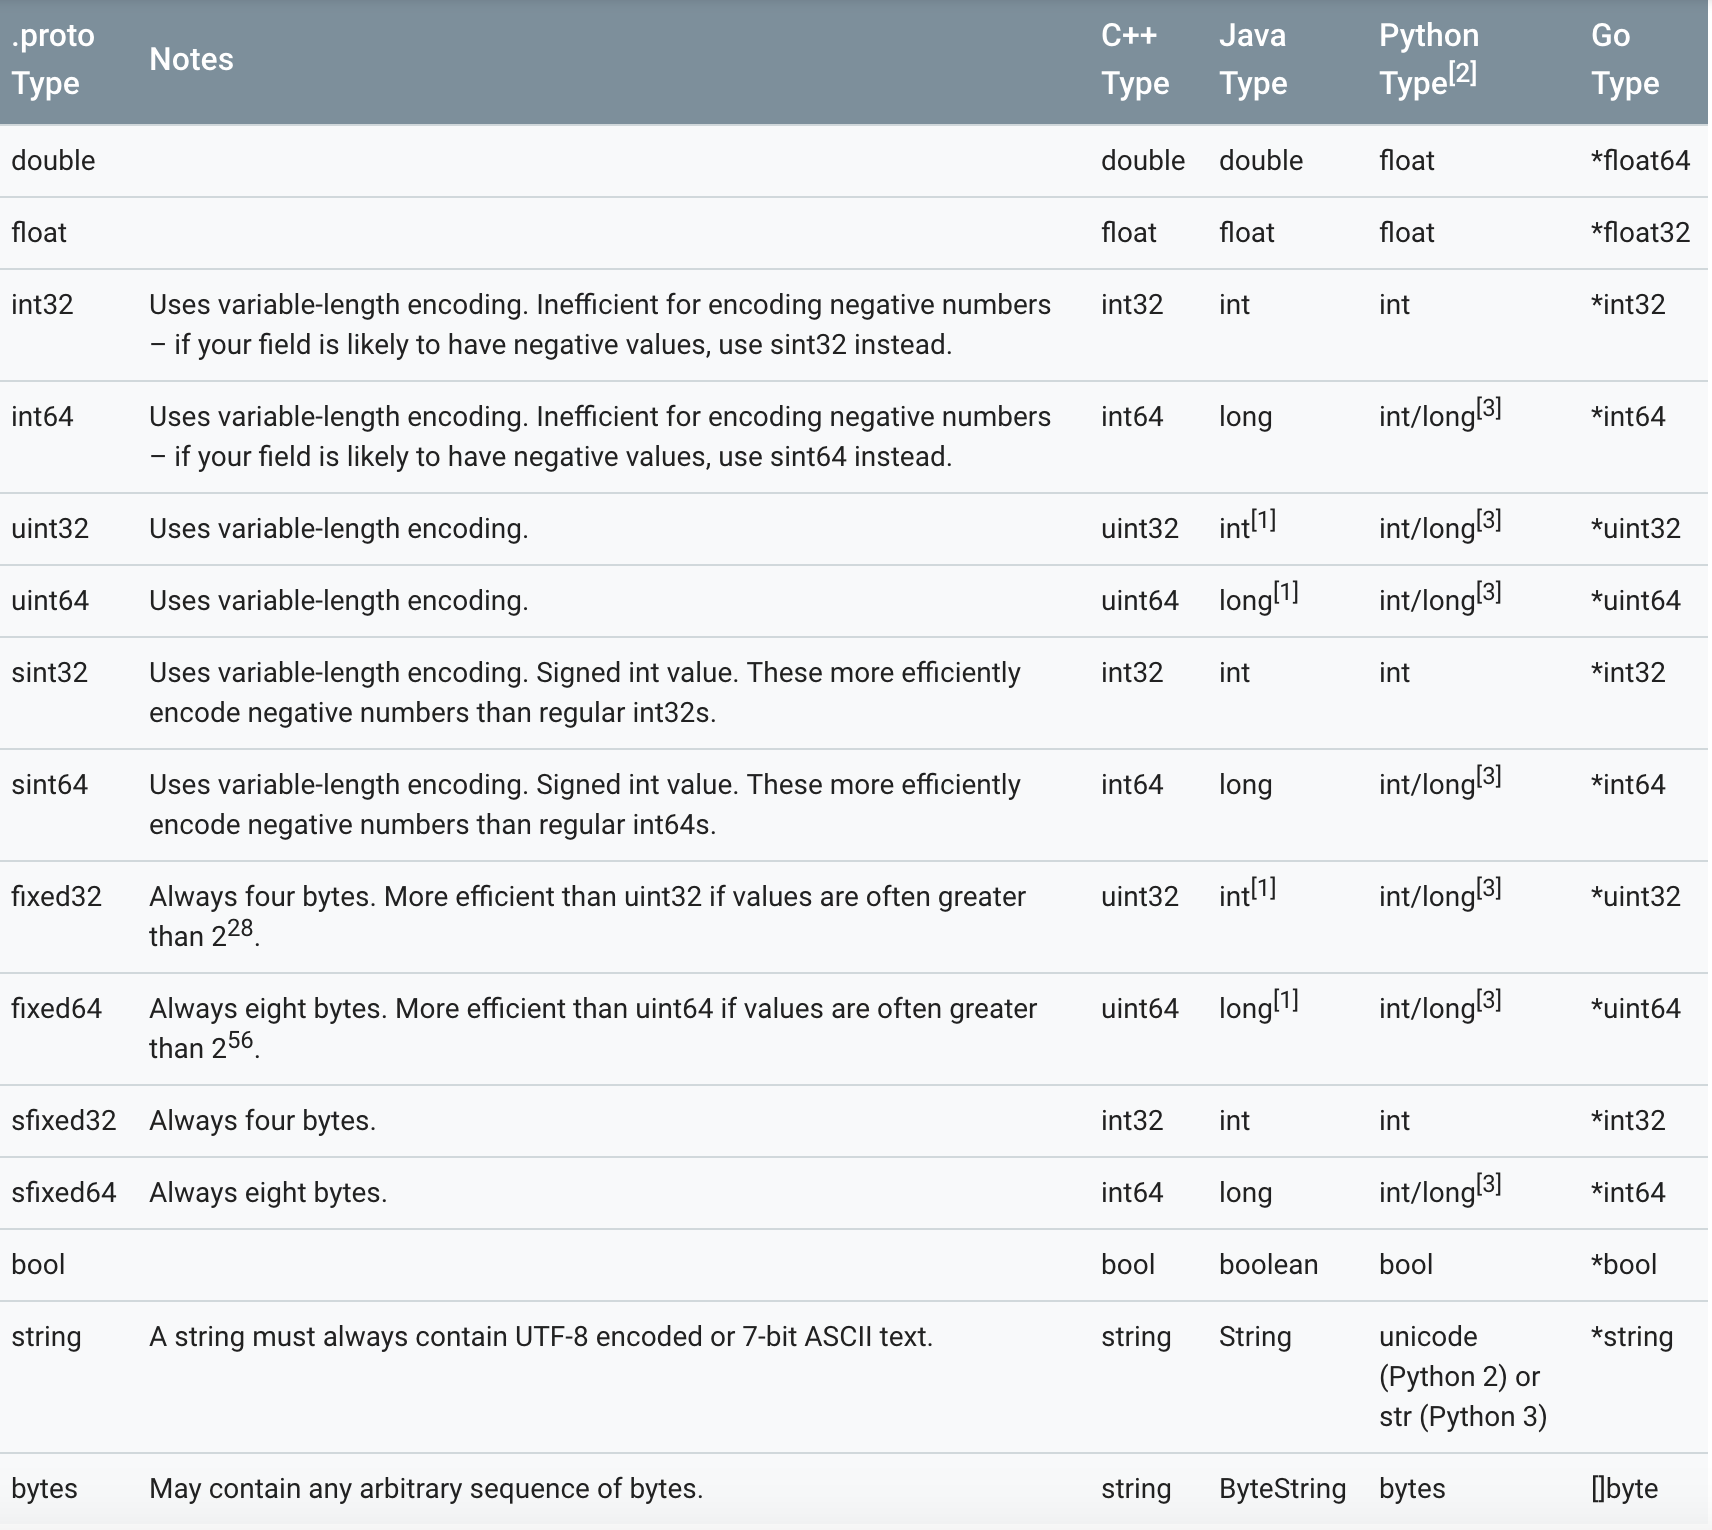 .proto Type Notes C++ Type Java Type Python Type[2] Go Type
double double double float *float64
float float float float *float32
int32 Uses variable-length encoding. Inefficient for encoding negative numbers int32 int int *int32
– if your field is likely to have negative values, use sint32 instead.
int64 Uses variable-length encoding. Inefficient for encoding negative numbers int64 long int/long[3] *int64
– if your field is likely to have negative values, use sint64 instead.
uint32 Uses variable-length encoding. uint32 int[1] int/long[3] *uint32
uint64 Uses variable-length encoding. uint64 long[1] int/long[3] *uint64
sint32 Uses variable-length encoding. Signed int value. These more efficiently int32 int int *int32
encode negative numbers than regular int32s.
sint64 Uses variable-length encoding. Signed int value. These more efficiently int64 long int/long[3] *int64
encode negative numbers than regular int64s.
fixed32 Always four bytes. More efficient than uint32 if values are often greater uint32 int[1] int/long[3] *uint32
than 2^28.
fixed64 Always eight bytes. More efficient than uint64 if values are often greater uint64 long[1] int/long[3] *uint64
than 2^56.
sfixed32 Always four bytes. int32 int int *int32
sfixed64 Always eight bytes. int64 long int/long[3] *int64
bool bool boolean bool *bool
string A string must always contain UTF-8 encoded or 7-bit ASCII text. string String unicode *string
(Python 2) or
str (Python 3)
bytes May contain any arbitrary sequence of bytes. string ByteString bytes []byte